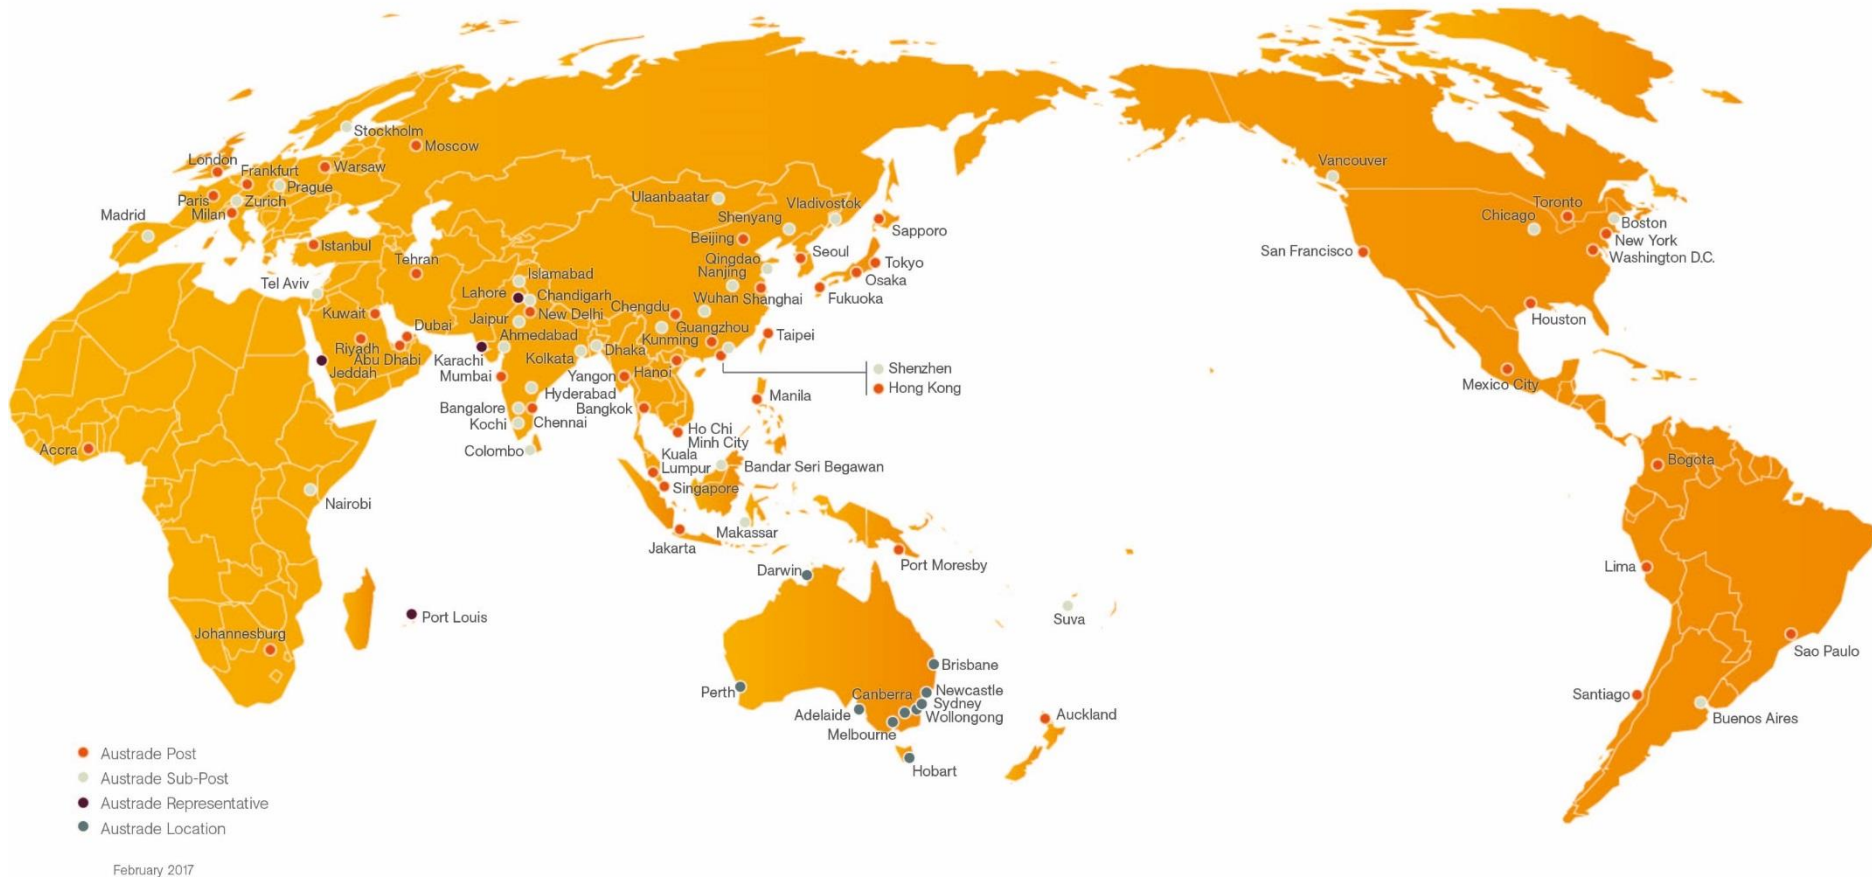 Stockholm
Moscow
London
Frankfurt
Warsaw
Prague
Paris
Zurich
Milan
Madrid
Istanbul
Tehran
Tel Aviv
Kuwait
Dubai
Riyadh
Abu Dhabi
Jeddah
Accra
Nairobi
Johannesburg
Port Louis
Islamabad
Lahore
Chandigarh
New Delhi
Jaipur
Ahmedabad
Karachi
Kolkata
Dhaka
Mumbai
Hyderabad
Bangalore
Chennai
Kochi
Colombo
Ulaanbaatar
Vladivostok
Shenyang
Beijing
Sapporo
Seoul
Qingdao
Tokyo
Nanjing
Osaka
Wuhan
Shanghai
Fukuoka
Chengdu
Guangzhou
Kunming
Taipei
Shenzhen
Hong Kong
Yangon
Hanoi
Bangkok
Manila
Ho Chi
Minh City
Kuala
Lumpur
Bandar Seri Begawan
Singapore
Makassar
Jakarta
Port Moresby
Darwin
Suva
Brisbane
Perth
Canberra
Newcastle
Sydney
Adelaide
Wollongong
Melbourne
Auckland
Hobart
Vancouver
Toronto
Chicago
Boston
New York
San Francisco
Washington D.C.
Houston
Mexico City
Bogota
Lima
Sao Paulo
Santiago
Buenos Aires
Austrade Post
Austrade Sub-Post
Austrade Representative
Austrade Location
February 2017